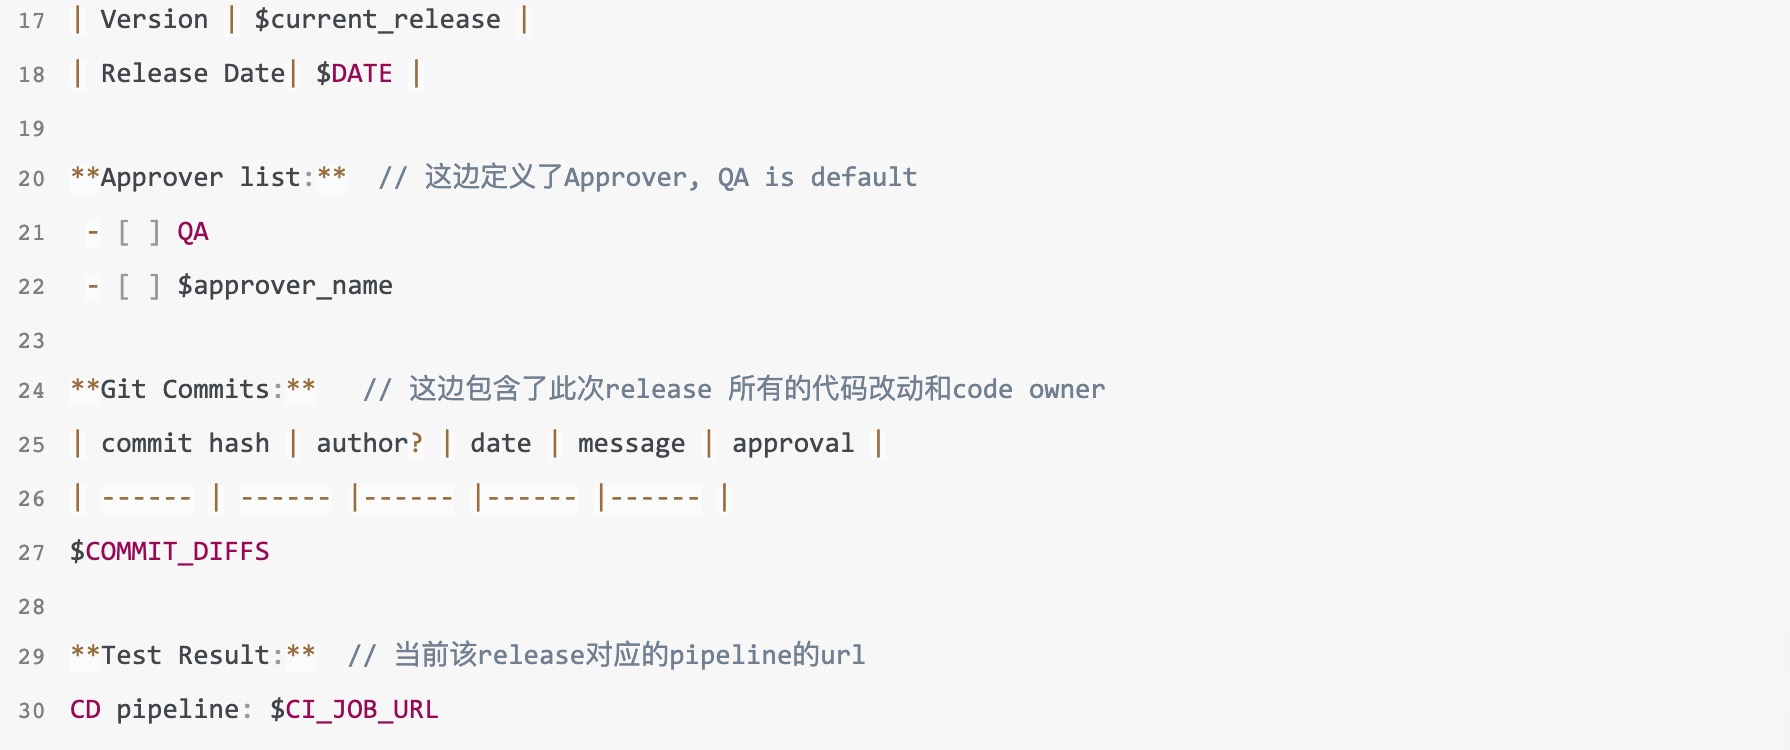 17 | Version | $current_release |
18 | Release Date| $DATE |
19
20 **Approver list:**  // 这边定义了Approver, QA is default
21  - [ ] QA
22  - [ ] $approver_name
23
24 **Git Commits:**   // 这边包含了此次release 所有的代码改动和code owner
25 | commit hash | author? | date | message | approval |
26 | ------ | ------ |------ |------ |------ |
27 $COMMIT_DIFFS
28
29 **Test Result:**  // 当前该release对应的pipeline的url
30 CD pipeline: $CI_JOB_URL